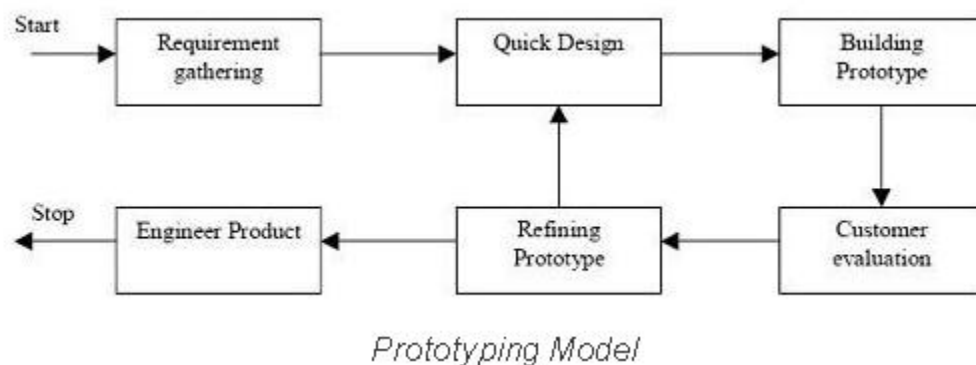 Start
Requirement
gathering
Quick Design
Building
Prototype
Stop
Engineer Product
Refining
Prototype
Customer
evaluation
Prototyping Model